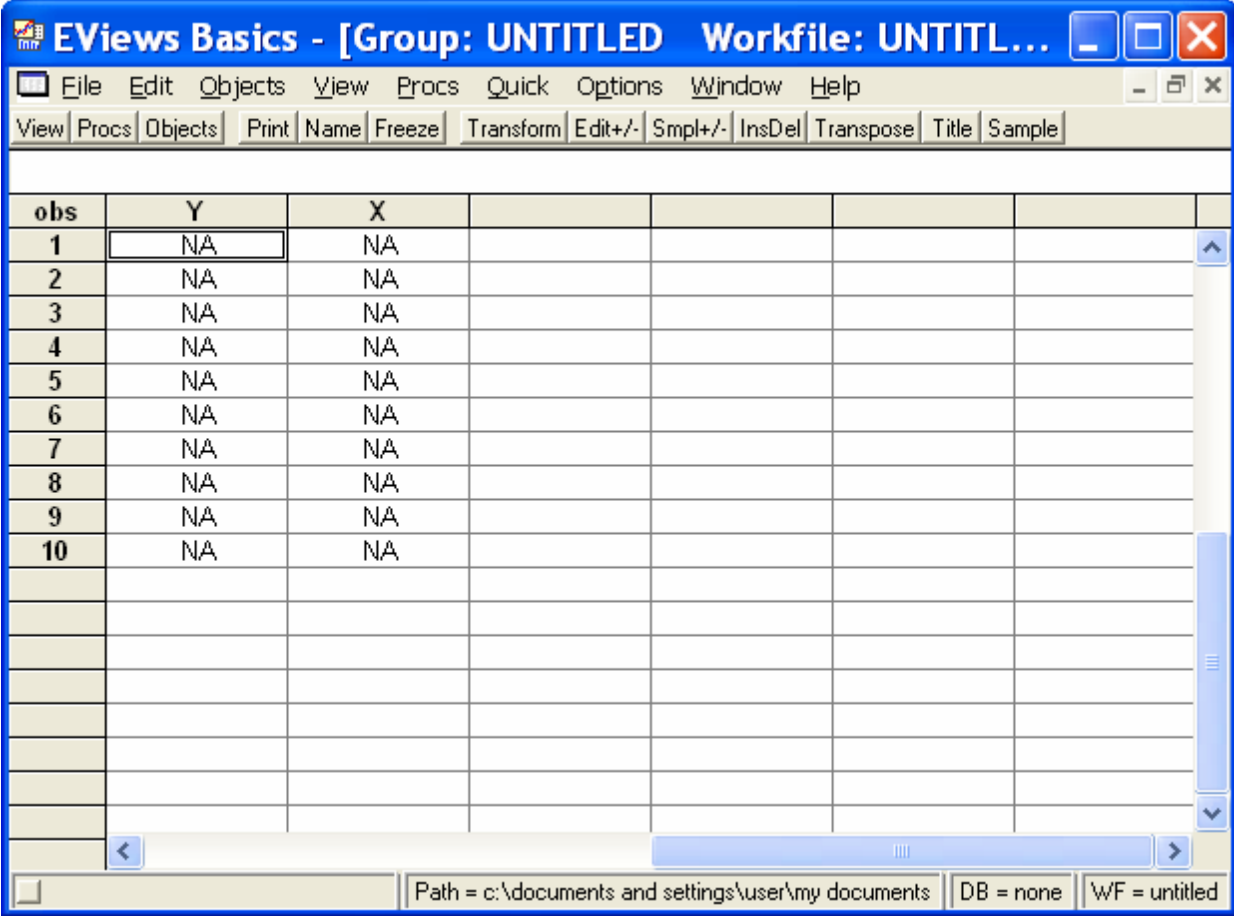 EViews Basics - [Group: UNTITLED Workfile: UNTITL...
File Edit Objects View Procs Quick Options Window Help
View Procs Objects Print Name Freeze Transform Edit+/- Smpl+/- InsDel Transpose Title Sample
obs Y X
1 NA NA
2 NA NA
3 NA NA
4 NA NA
5 NA NA
6 NA NA
7 NA NA
8 NA NA
9 NA NA
10 NA NA
Path = c:\documents and settings\user\my documents DB = none WF = untitled